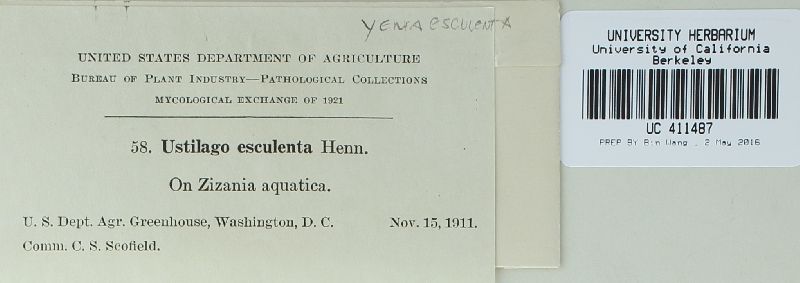 Yenia esculenta
UNITED STATES DEPARTMENT OF AGRICULTURE
BUREAU OF PLANT INDUSTRY—PATHOLOGICAL COLLECTIONS
MYCOLOGICAL EXCHANGE OF 1921
58. Ustilago esculenta Henn.
On Zizania aquatica.
U. S. Dept. Agr. Greenhouse, Washington, D. C. Nov. 15, 1911.
Comm. C. S. Scofield.
UNIVERSITY HERBARIUM
University of California
Berkeley
UC 411487
PREP BY Bin Wang , 2 May 2016